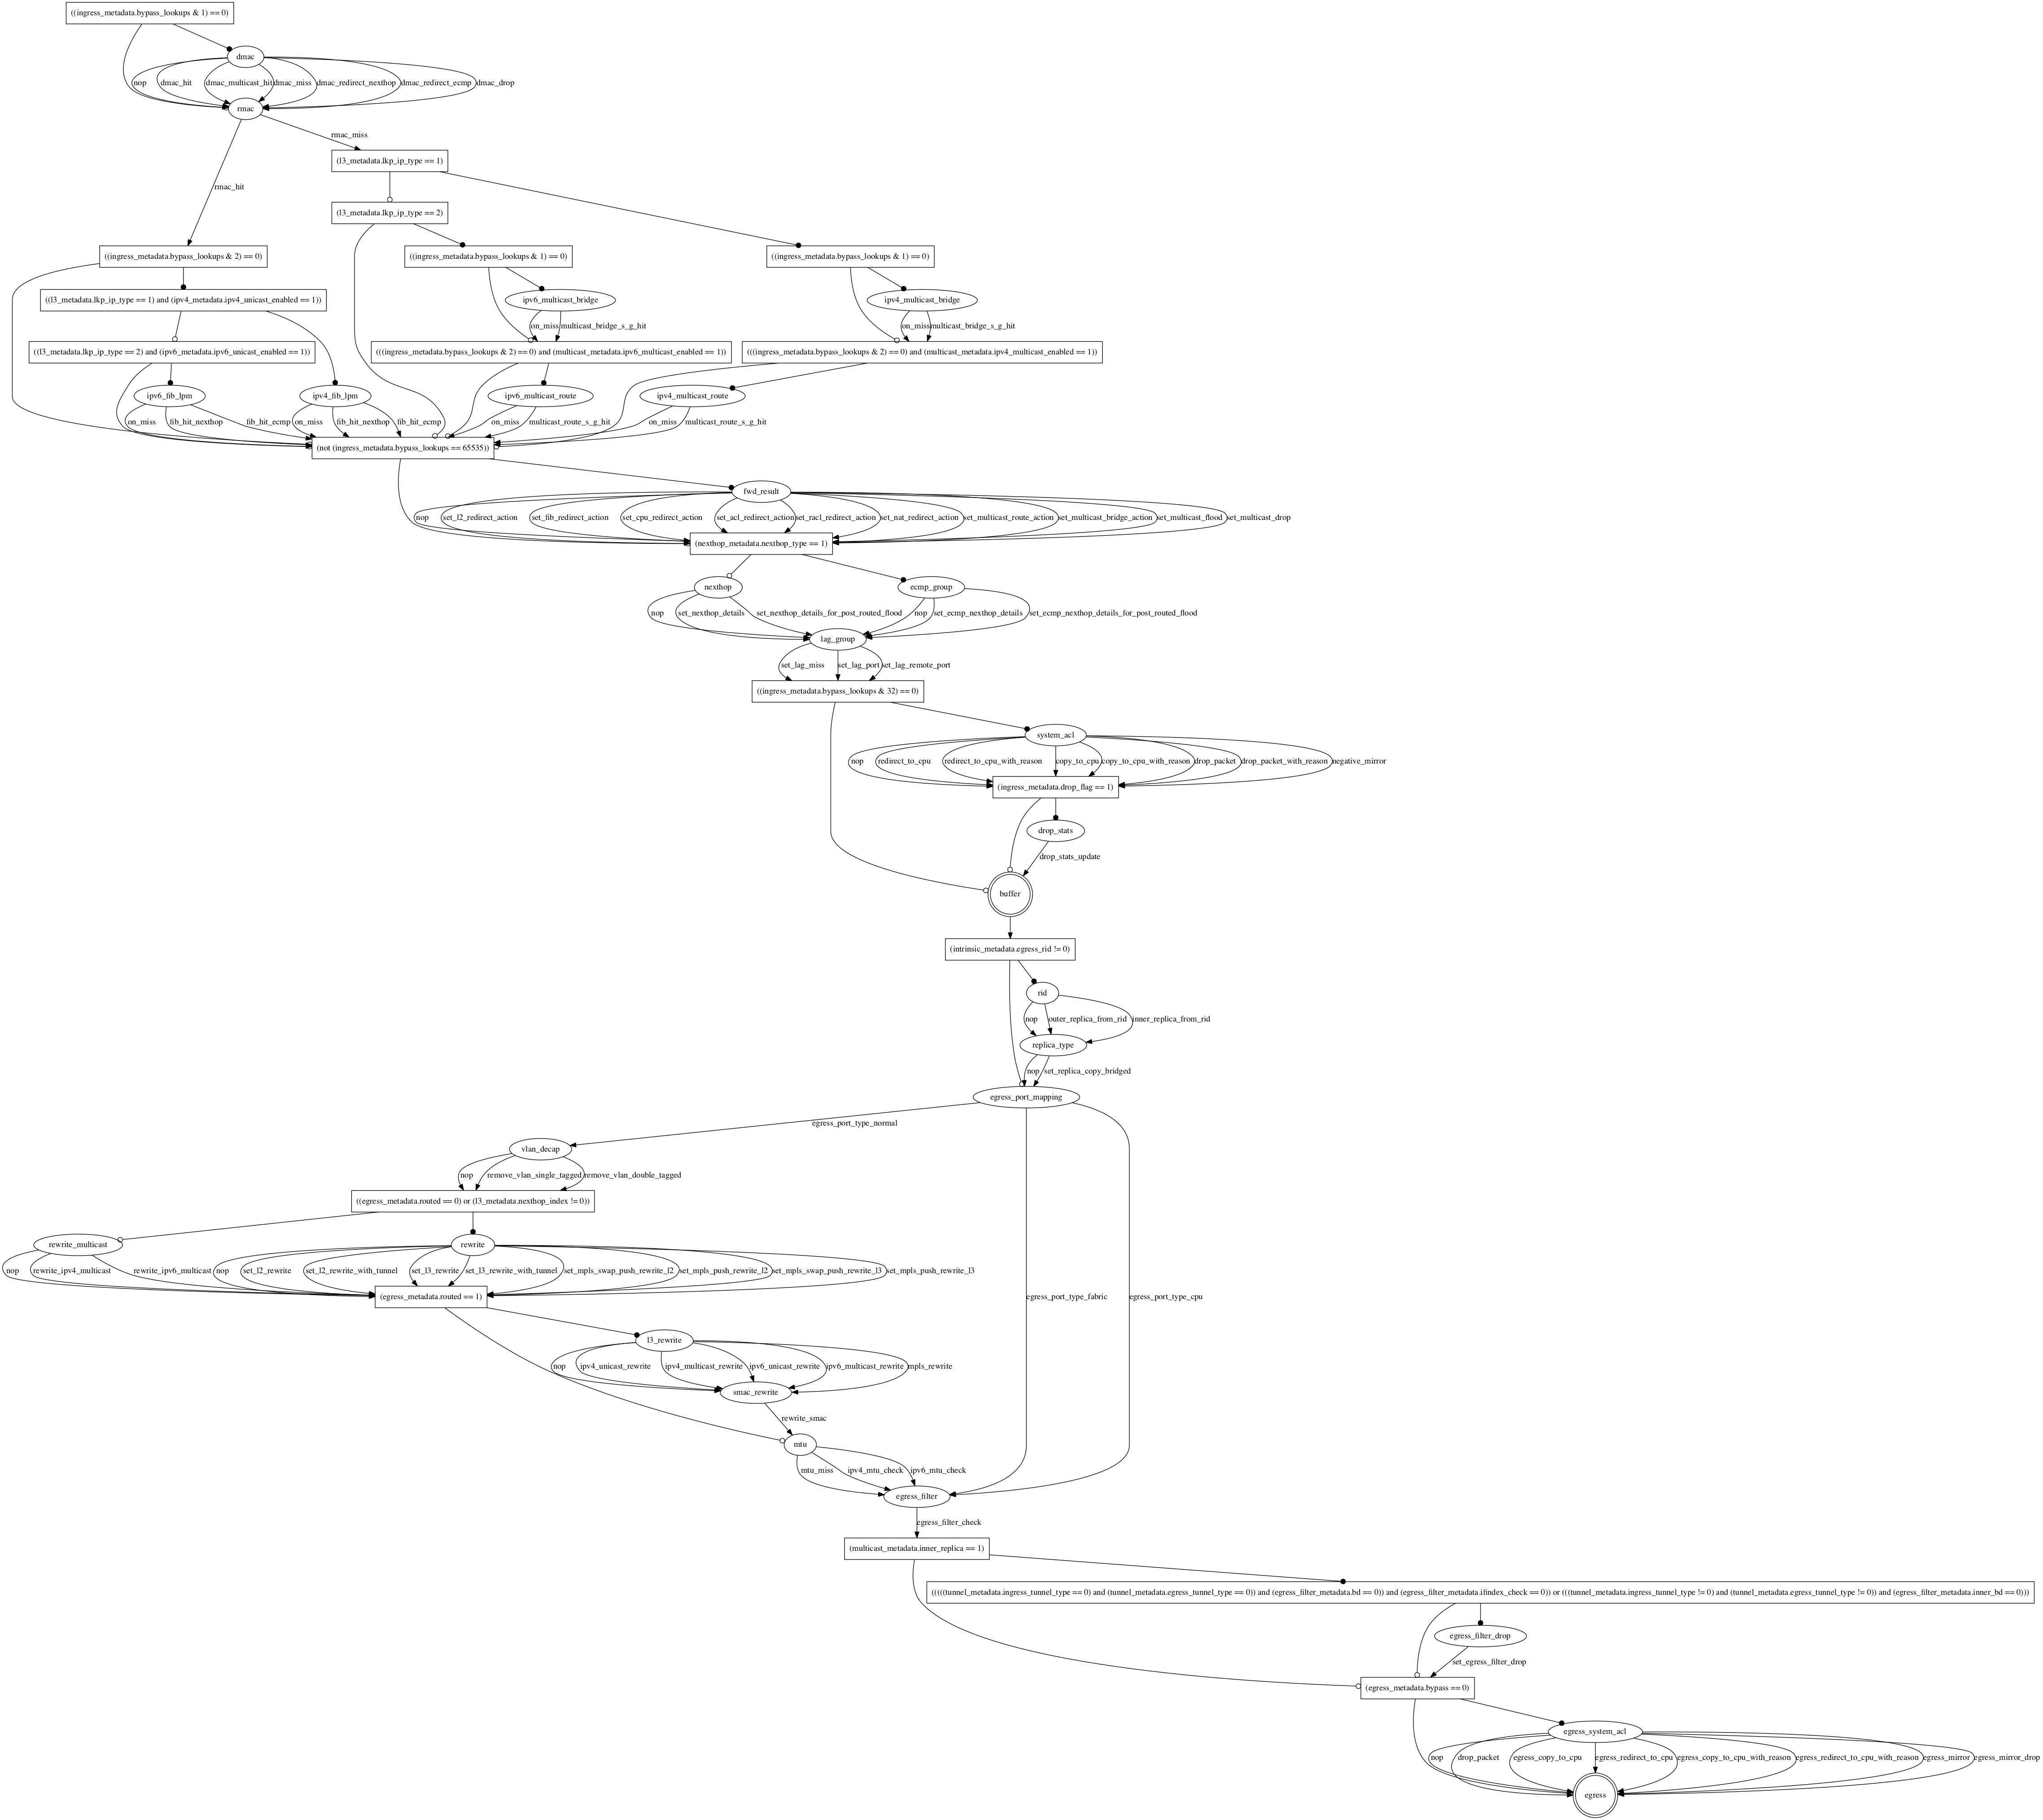 ((ingress_metadata.bypass_lookups & 1) == 0)
dmac
nop
dmac_hit
dmac_multicast_hit
dmac_miss
dmac_redirect_nexthop
dmac_redirect_ecmp
dmac_drop
rmac
rmac_miss
(l3_metadata.lkp_ip_type == 1)
rmac_hit
(l3_metadata.lkp_ip_type == 2)
((ingress_metadata.bypass_lookups & 2) == 0)
((ingress_metadata.bypass_lookups & 1) == 0)
((ingress_metadata.bypass_lookups & 1) == 0)
((l3_metadata.lkp_ip_type == 1) and (ipv4_metadata.ipv4_unicast_enabled == 1))
ipv6_multicast_bridge
ipv4_multicast_bridge
on_miss
multicast_bridge_s_g_hit
on_miss
multicast_bridge_s_g_hit
((l3_metadata.lkp_ip_type == 2) and (ipv6_metadata.ipv6_unicast_enabled == 1))
(((ingress_metadata.bypass_lookups & 2) == 0) and (multicast_metadata.ipv6_multicast_enabled == 1))
(((ingress_metadata.bypass_lookups & 2) == 0) and (multicast_metadata.ipv4_multicast_enabled == 1))
ipv6_fib_lpm
ipv4_fib_lpm
ipv6_multicast_route
ipv4_multicast_route
on_miss
fib_hit_nexthop
fib_hit_ecmp
on_miss
fib_hit_nexthop
fib_hit_ecmp
on_miss
multicast_route_s_g_hit
on_miss
multicast_route_s_g_hit
(not (ingress_metadata.bypass_lookups == 65535))
fwd_result
nop
set_l2_redirect_action
set_fib_redirect_action
set_cpu_redirect_action
set_acl_redirect_action
set_racl_redirect_action
set_nat_redirect_action
set_multicast_route_action
set_multicast_bridge_action
set_multicast_flood
set_multicast_drop
(nexthop_metadata.nexthop_type == 1)
nexthop
ecmp_group
nop
set_nexthop_details
set_nexthop_details_for_post_routed_flood
nop
set_ecmp_nexthop_details
set_ecmp_nexthop_details_for_post_routed_flood
lag_group
set_lag_miss
set_lag_port
set_lag_remote_port
((ingress_metadata.bypass_lookups & 32) == 0)
system_acl
nop
redirect_to_cpu
redirect_to_cpu_with_reason
copy_to_cpu
copy_to_cpu_with_reason
drop_packet
drop_packet_with_reason
negative_mirror
(ingress_metadata.drop_flag == 1)
drop_stats
drop_stats_update
buffer
(intrinsic_metadata.egress_rid != 0)
rid
nop
outer_replica_from_rid
inner_replica_from_rid
replica_type
nop
set_replica_copy_bridged
egress_port_mapping
egress_port_type_normal
vlan_decap
nop
remove_vlan_single_tagged
remove_vlan_double_tagged
((egress_metadata.routed == 0) or (l3_metadata.nexthop_index != 0))
rewrite_multicast
rewrite
nop
rewrite_ipv4_multicast
rewrite_ipv6_multicast
nop
set_l2_rewrite
set_l2_rewrite_with_tunnel
set_l3_rewrite
set_l3_rewrite_with_tunnel
set_mpls_swap_push_rewrite_l2
set_mpls_push_rewrite_l2
set_mpls_swap_push_rewrite_l3
set_mpls_push_rewrite_l3
(egress_metadata.routed == 1)
egress_port_type_fabric
egress_port_type_cpu
l3_rewrite
nop
ipv4_unicast_rewrite
ipv4_multicast_rewrite
ipv6_unicast_rewrite
ipv6_multicast_rewrite
mpls_rewrite
smac_rewrite
rewrite_smac
mtu
mtu_miss
ipv4_mtu_check
ipv6_mtu_check
egress_filter
egress_filter_check
(multicast_metadata.inner_replica == 1)
(((((tunnel_metadata.ingress_tunnel_type == 0) and (tunnel_metadata.egress_tunnel_type == 0)) and (egress_filter_metadata.bd == 0)) and (egress_filter_metadata.ifindex_check == 0)) or (((tunnel_metadata.ingress_tunnel_type != 0) and (tunnel_metadata.egress_tunnel_type != 0)) and (egress_filter_metadata.inner_bd == 0)))
egress_filter_drop
set_egress_filter_drop
(egress_metadata.bypass == 0)
egress_system_acl
nop
drop_packet
egress_copy_to_cpu
egress_redirect_to_cpu
egress_copy_to_cpu_with_reason
egress_redirect_to_cpu_with_reason
egress_mirror
egress_mirror_drop
egress